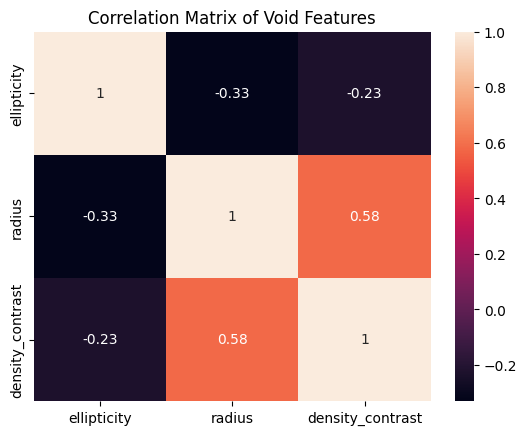 Correlation Matrix of Void Features
ellipticity
1
-0.33
-0.23
radius
-0.33
1
0.58
density_contrast
-0.23
0.58
1
ellipticity
radius
density_contrast
1.0
0.8
0.6
0.4
0.2
0.0
−0.2